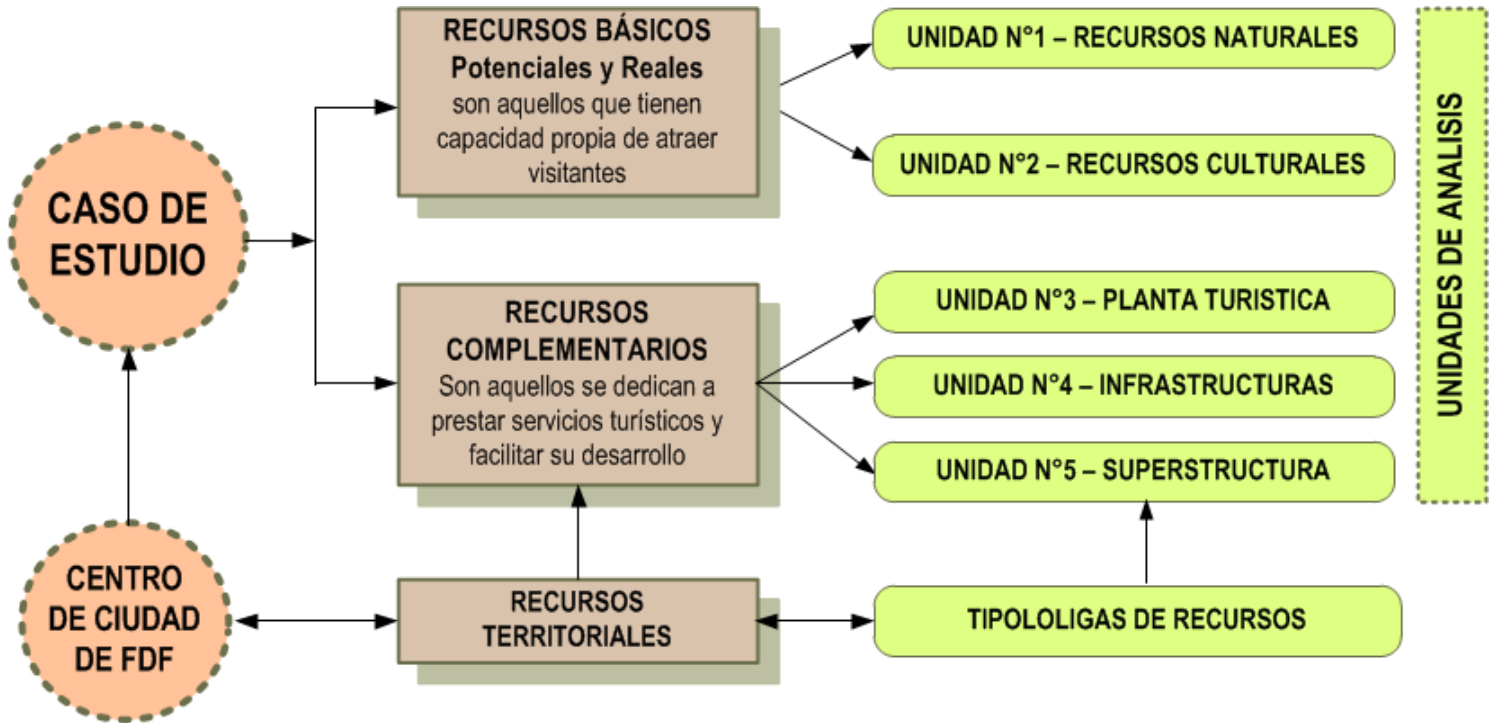 CASO DE
ESTUDIO
RECURSOS BÁSICOS
Potenciales y Reales
son aquellos que tienen
capacidad propia de atraer
visitantes
UNIDAD N°1 – RECURSOS NATURALES
UNIDAD N°2 – RECURSOS CULTURALES
RECURSOS
COMPLEMENTARIOS
Son aquellos se dedican a
prestar servicios turísticos y
facilitar su desarrollo
UNIDAD N°3 – PLANTA TURISTICA
UNIDAD N°4 – INFRASTRUCTURAS
UNIDAD N°5 – SUPERSTRUCTURA
UNIDADES DE ANALISIS
CENTRO
DE CIUDAD
DE FDF
RECURSOS
TERRITORIALES
TIPOLOLIGAS DE RECURSOS